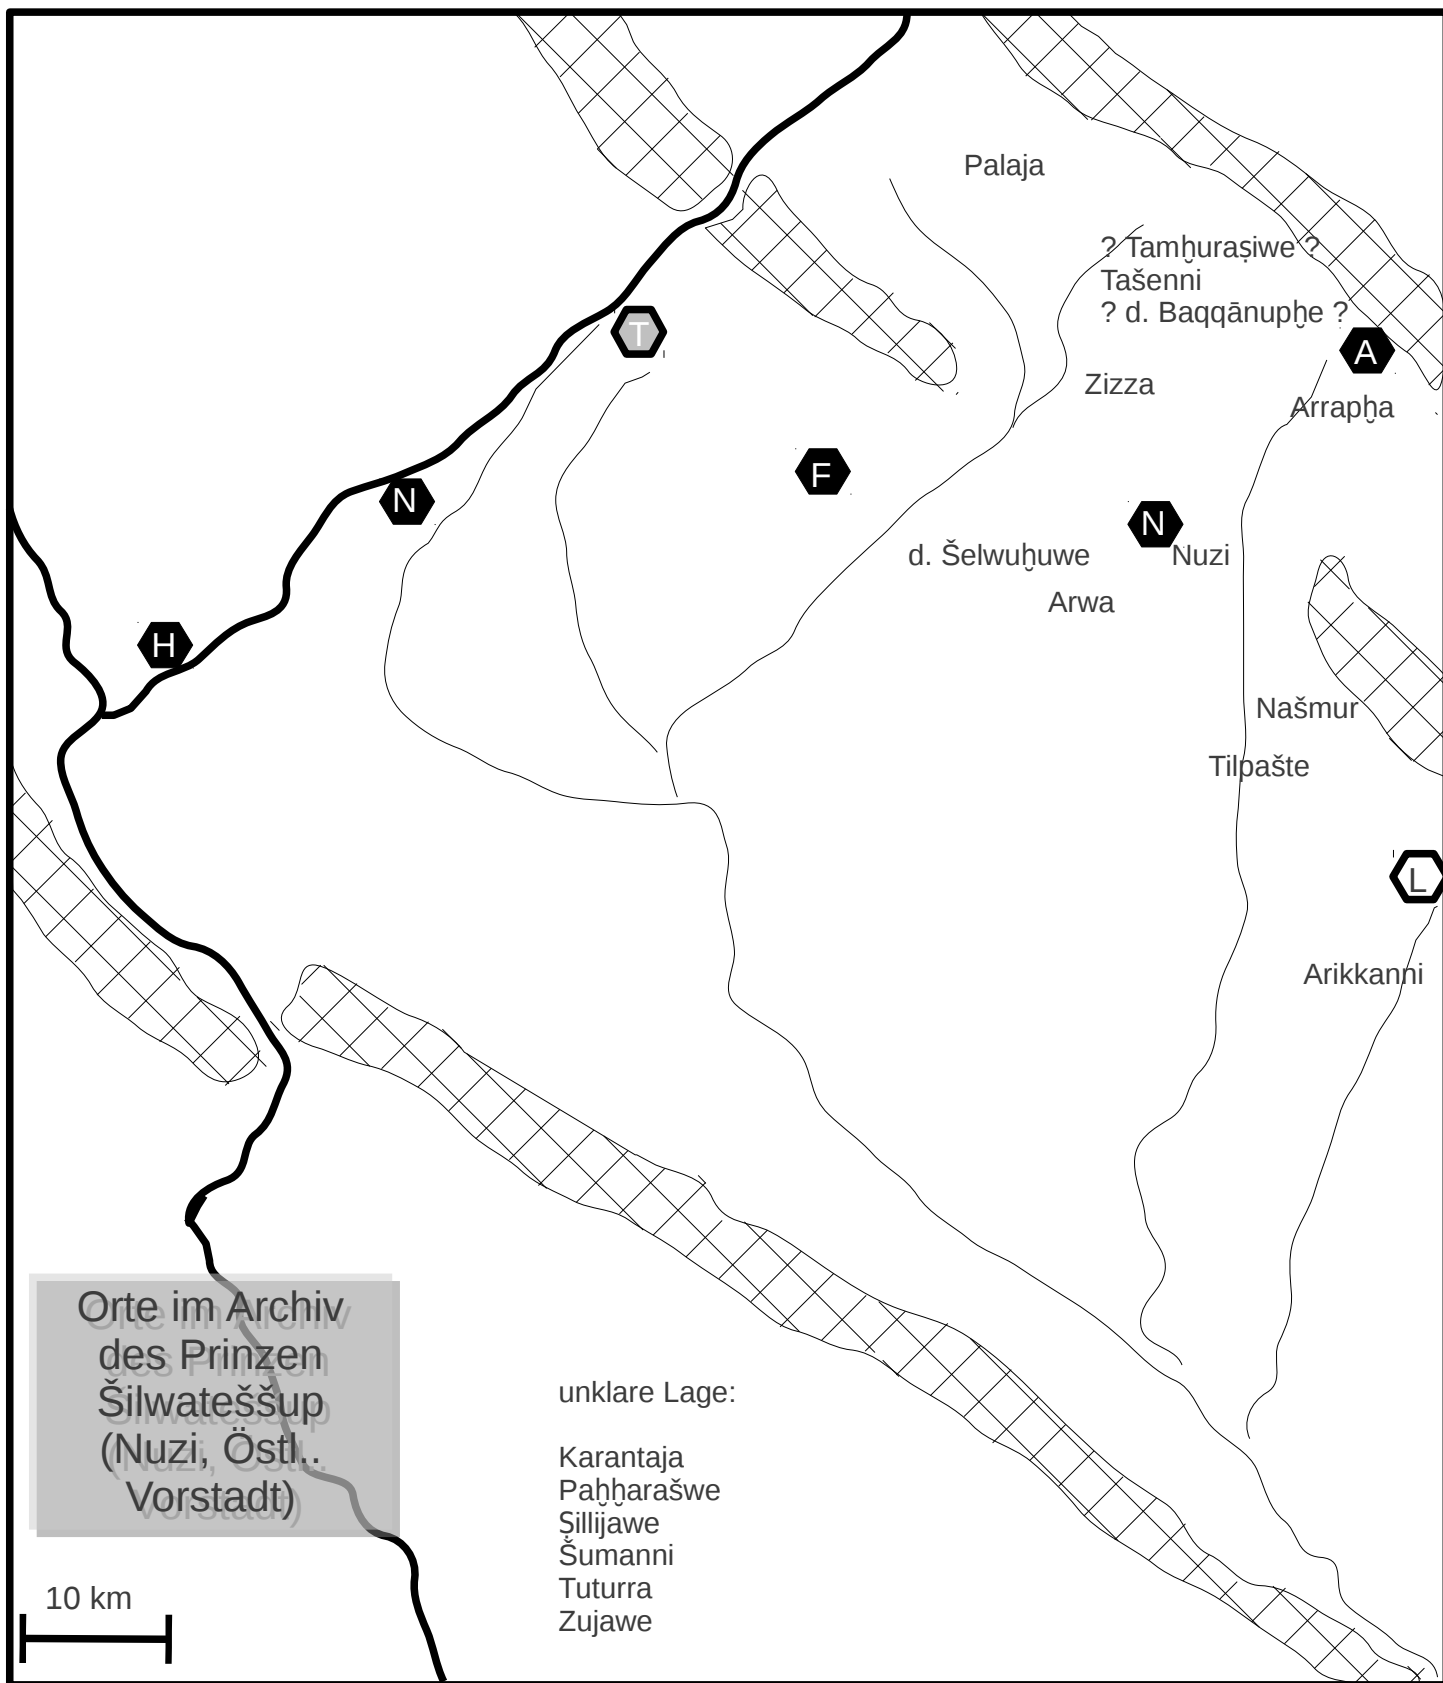 Palaja
? Tamḫuraṣiwe ?
Tašenni
? d. Baqqānupḫe ?
T
A
Zizza
Arrapḫa
F
N
N
d. Šelwuḫuwe
Nuzi
Arwa
H
Našmur
Tilpašte
L
Arikkanni
Orte im Archiv
des Prinzen
Šilwateššup
(Nuzi, Östl..
Vorstadt)
unklare Lage:
Karantaja
Paḫḫarašwe
Ṣillijawe
Šumanni
Tuturra
Zujawe
10 km